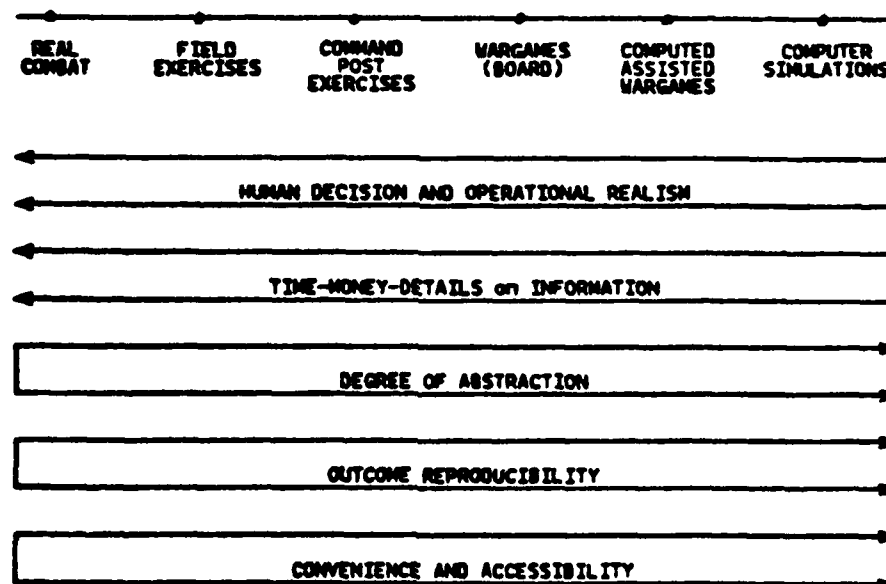 REAL COMBAT
FIELD EXERCISES
COMMAND POST EXERCISES
WARGAMES (BOARD)
COMPUTED ASSISTED WARGAMES
COMPUTER SIMULATIONS
HUMAN DECISION AND OPERATIONAL REALISM
TIME-MONEY-DETAILS on INFORMATION
DEGREE OF ABSTRACTION
OUTCOME REPRODUCIBILITY
CONVENIENCE AND ACCESSIBILITY